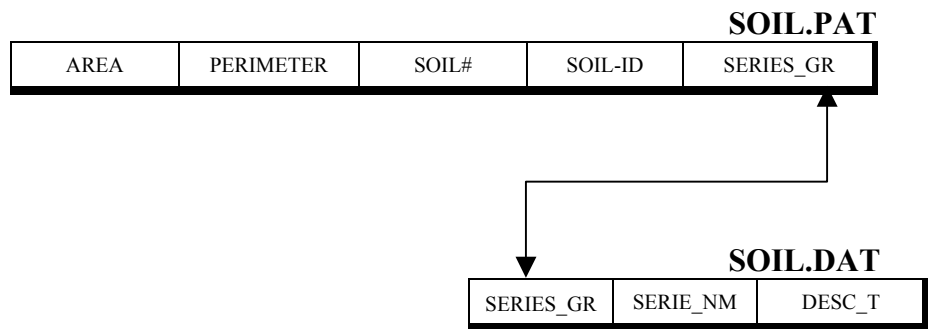 SOIL.PAT
AREA PERIMETER SOIL# SOIL-ID SERIES_GR
SOIL.DAT
SERIES_GR SERIE_NM DESC_T